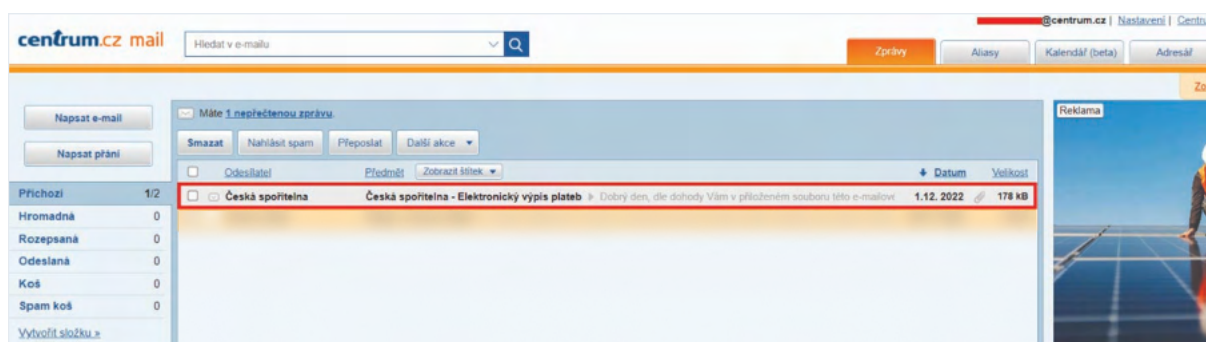 @centrum.cz | Nastavení | Centru
centrum.cz mail
Hledat v e-mailu
Zprávy Aliasy Kalendář (beta) Adresář
Zo
Napsat e-mail
Napsat přání
Máte 1 nepřečtenou zprávu.
Reklama
Smazat Nahlásit spam Přeposlat Další akce
Odesílatel Předmět Zobrazit štítek Datum Velikost
Příchozí 1/2
Česká spořitelna Česká spořitelna - Elektronický výpis plateb Dobrý den, dle dohody Vám v přiloženém souboru této e-mailové 1.12. 2022 178 kB
Hromadná 0
Rozepsaná 0
Odeslaná 0
Koš 0
Spam koš 0
Vytvořit složku »